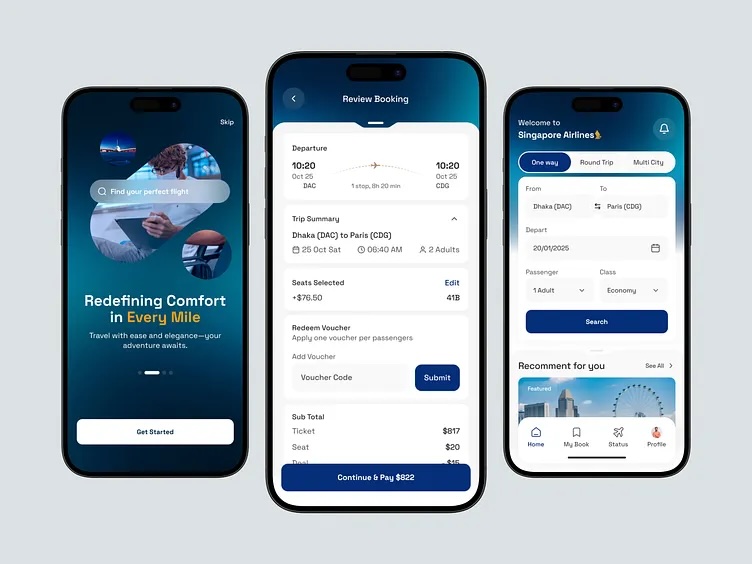 Skip
Find your perfect flight
Redefining Comfort
in Every Mile
Travel with ease and elegance—your
adventure awaits.
Get Started
Review Booking
Departure
10:20
10:20
Oct 25
Oct 25
DAC
1 stop, 8h 20 min
CDG
Trip Summary
Dhaka (DAC) to Paris (CDG)
25 Oct Sat
06:40 AM
2 Adults
Seats Selected
Edit
+$76.50
41B
Redeem Voucher
Apply one voucher per passengers
Add Voucher
Voucher Code
Submit
Sub Total
Ticket
$817
Seat
$20
Deal
- $15
Continue & Pay $822
Welcome to
Singapore Airlines
One way
Round Trip
Multi City
From
To
Dhaka (DAC)
Paris (CDG)
Depart
20/01/2025
Passenger
Class
1 Adult
Economy
Search
Recomment for you
See All
Featured
Home
My Book
Status
Profile